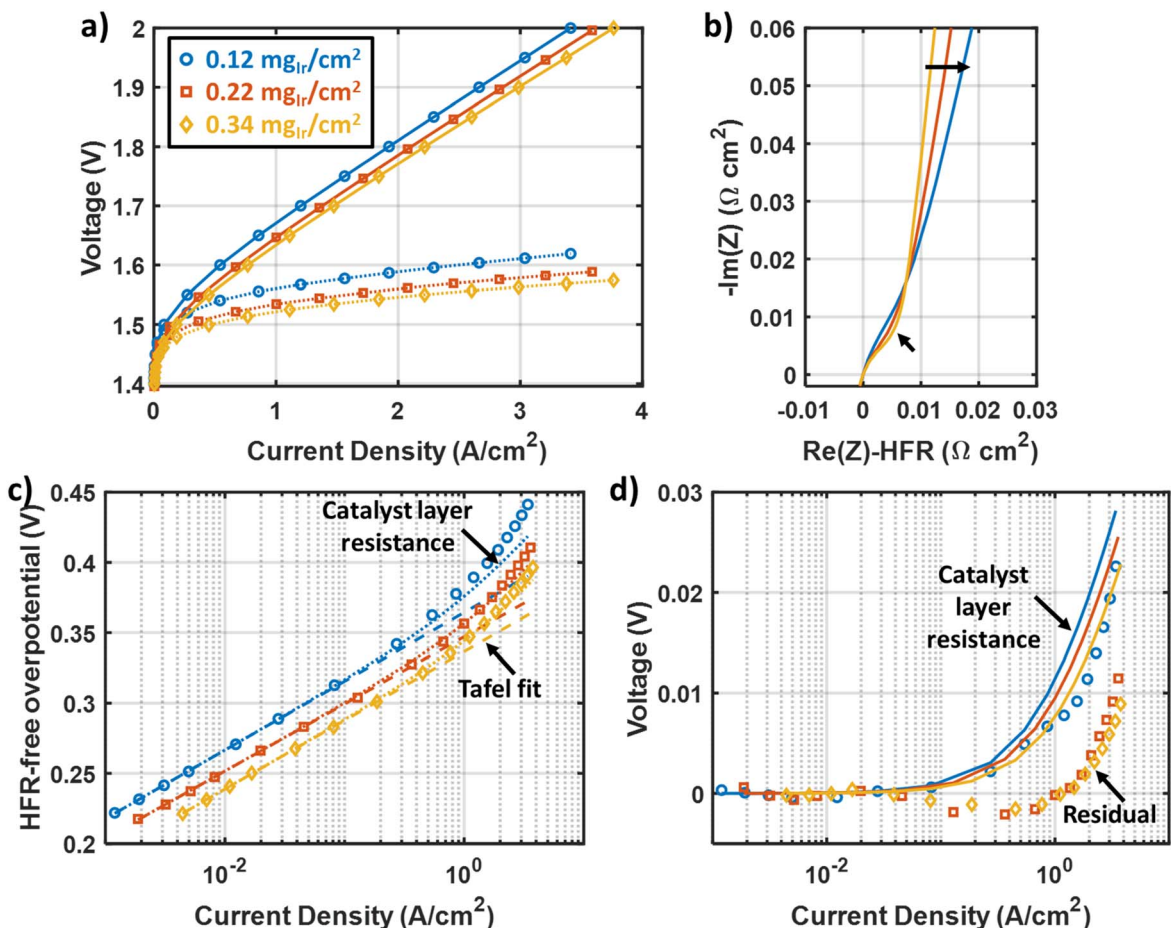 a)
0.12 mgIr/cm²
0.22 mgIr/cm²
0.34 mgIr/cm²
2
1.9
1.8
1.7
1.6
1.5
1.4
Voltage (V)
0 1 2 3 4
Current Density (A/cm²)
b)
0.06
0.05
0.04
0.03
0.02
0.01
0
-Im(Z) (Ω cm²)
-0.01 0 0.01 0.02 0.03
Re(Z)-HFR (Ω cm²)
c)
0.45
0.4
0.35
0.3
0.25
0.2
HFR-free overpotential (V)
Catalyst layer
resistance
Tafel fit
10⁻² 10⁰
Current Density (A/cm²)
d)
0.03
0.02
0.01
0
Voltage (V)
Catalyst
layer
resistance
Residual
10⁻² 10⁰
Current Density (A/cm²)